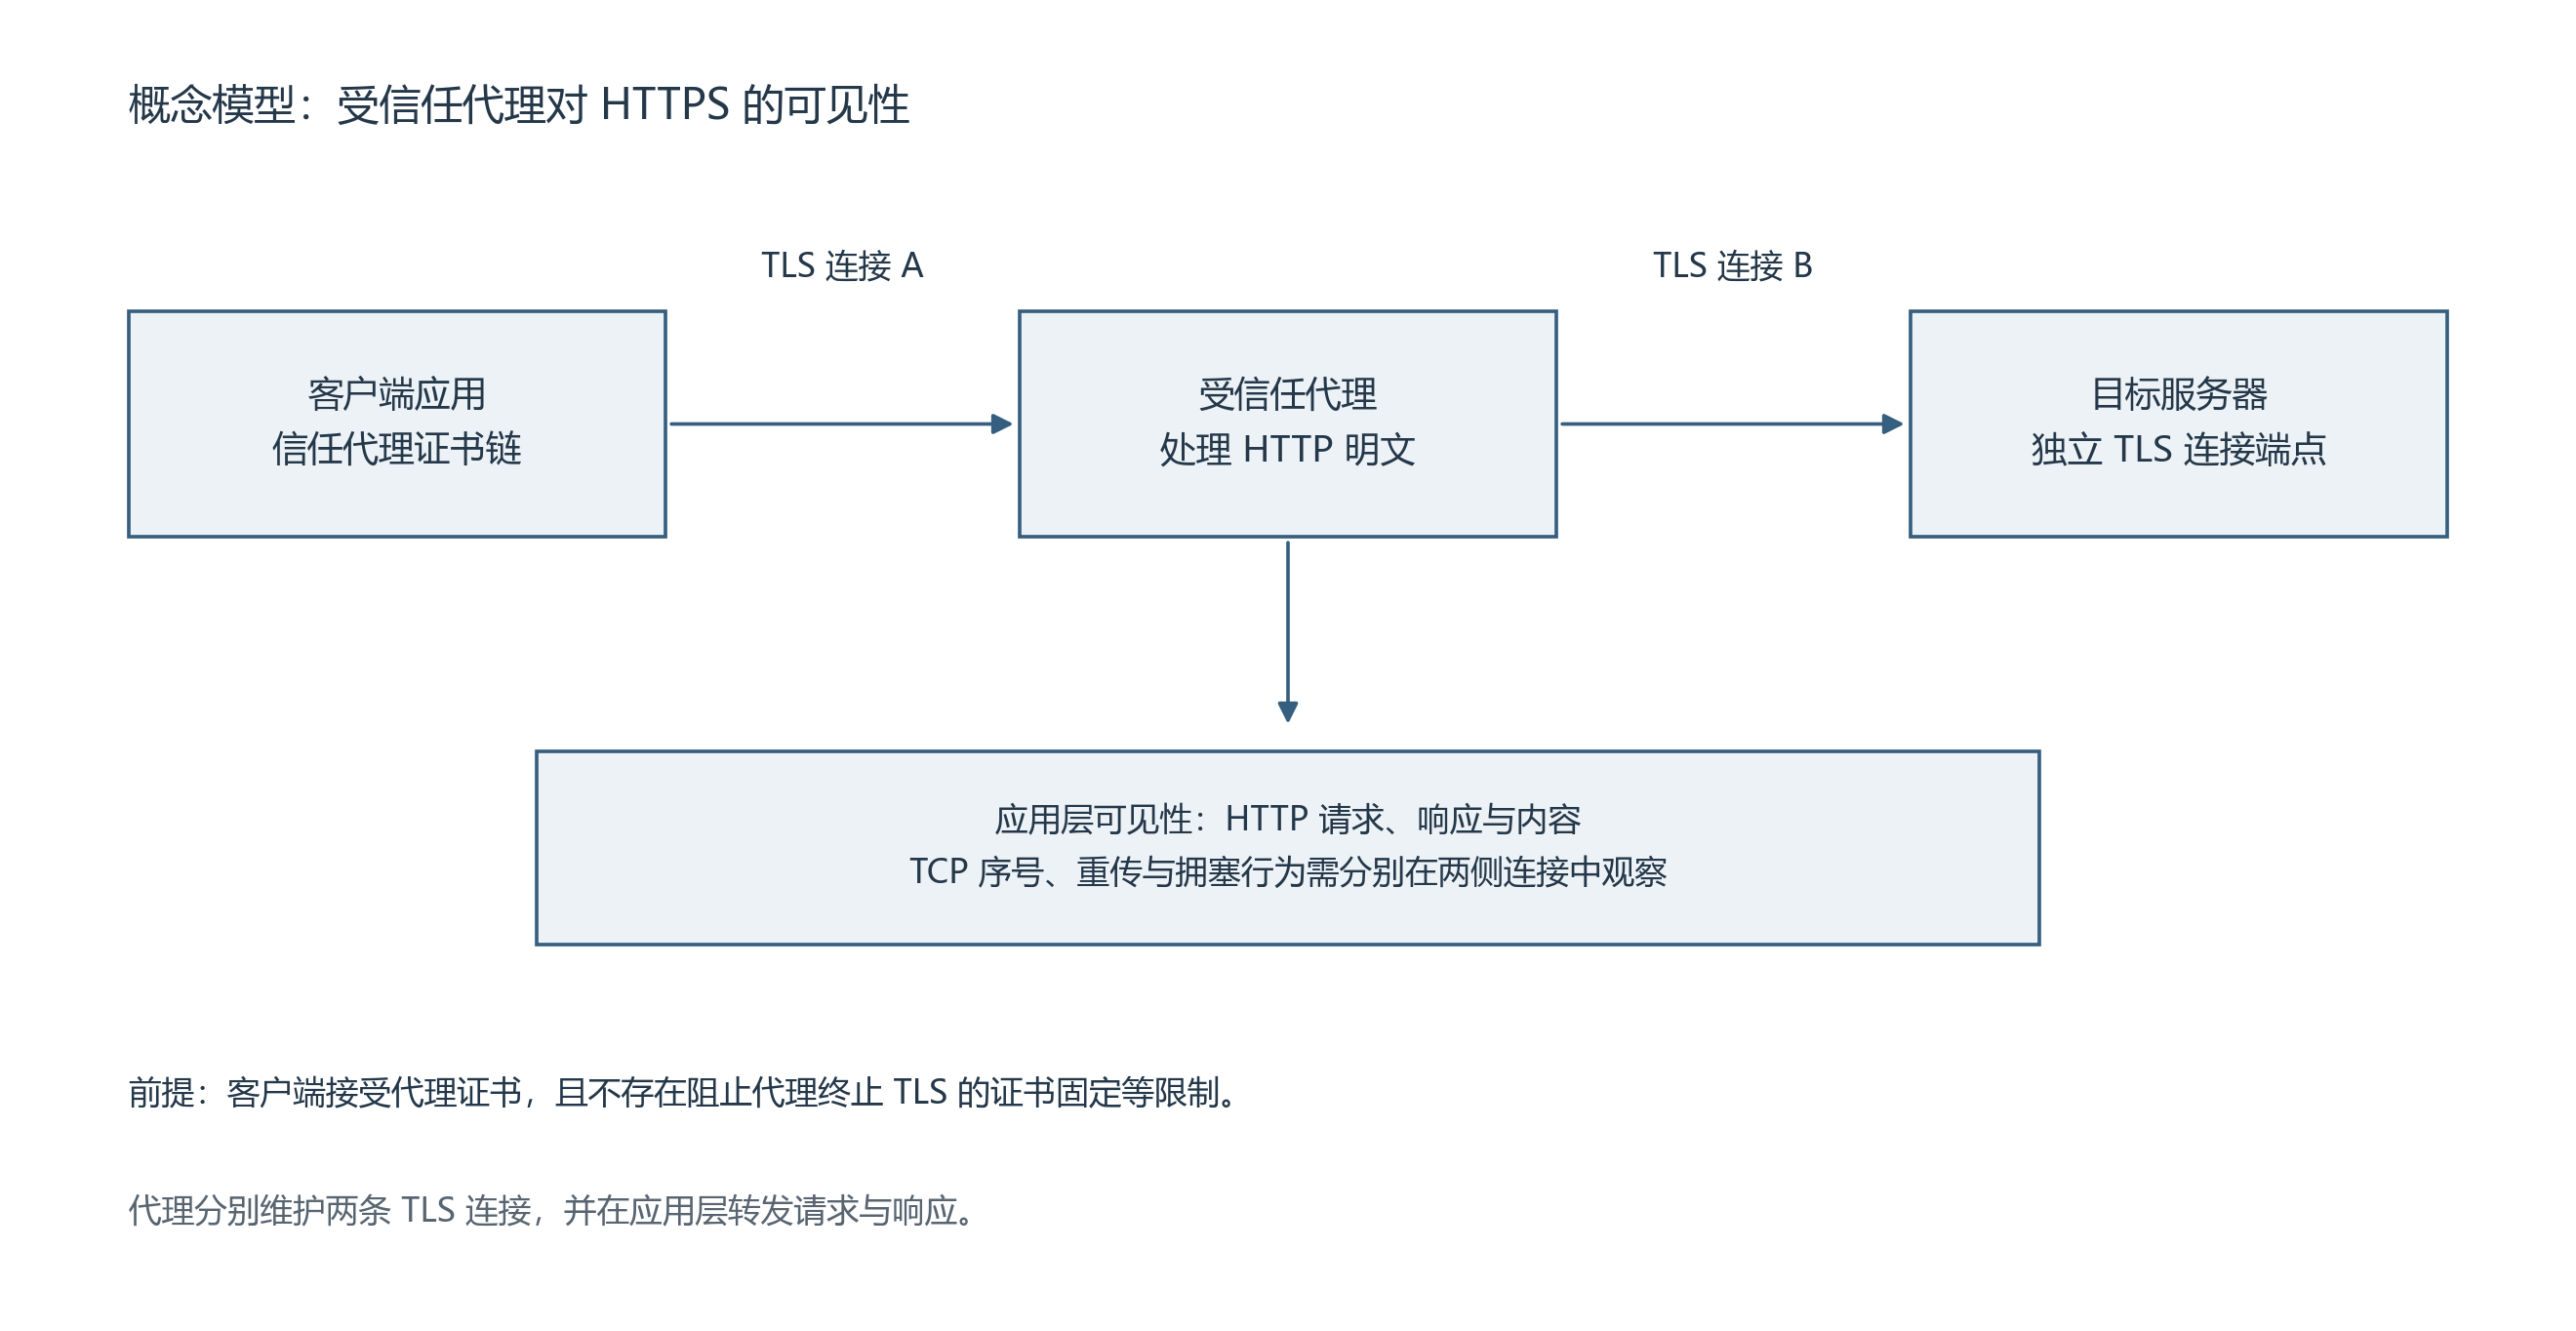 概念模型：受信任代理对 HTTPS 的可见性
TLS 连接 A
TLS 连接 B
客户端应用
信任代理证书链
受信任代理
处理 HTTP 明文
目标服务器
独立 TLS 连接端点
应用层可见性：HTTP 请求、响应与内容
TCP 序号、重传与拥塞行为需分别在两侧连接中观察
前提：客户端接受代理证书，且不存在阻止代理终止 TLS 的证书固定等限制。
代理分别维护两条 TLS 连接，并在应用层转发请求与响应。